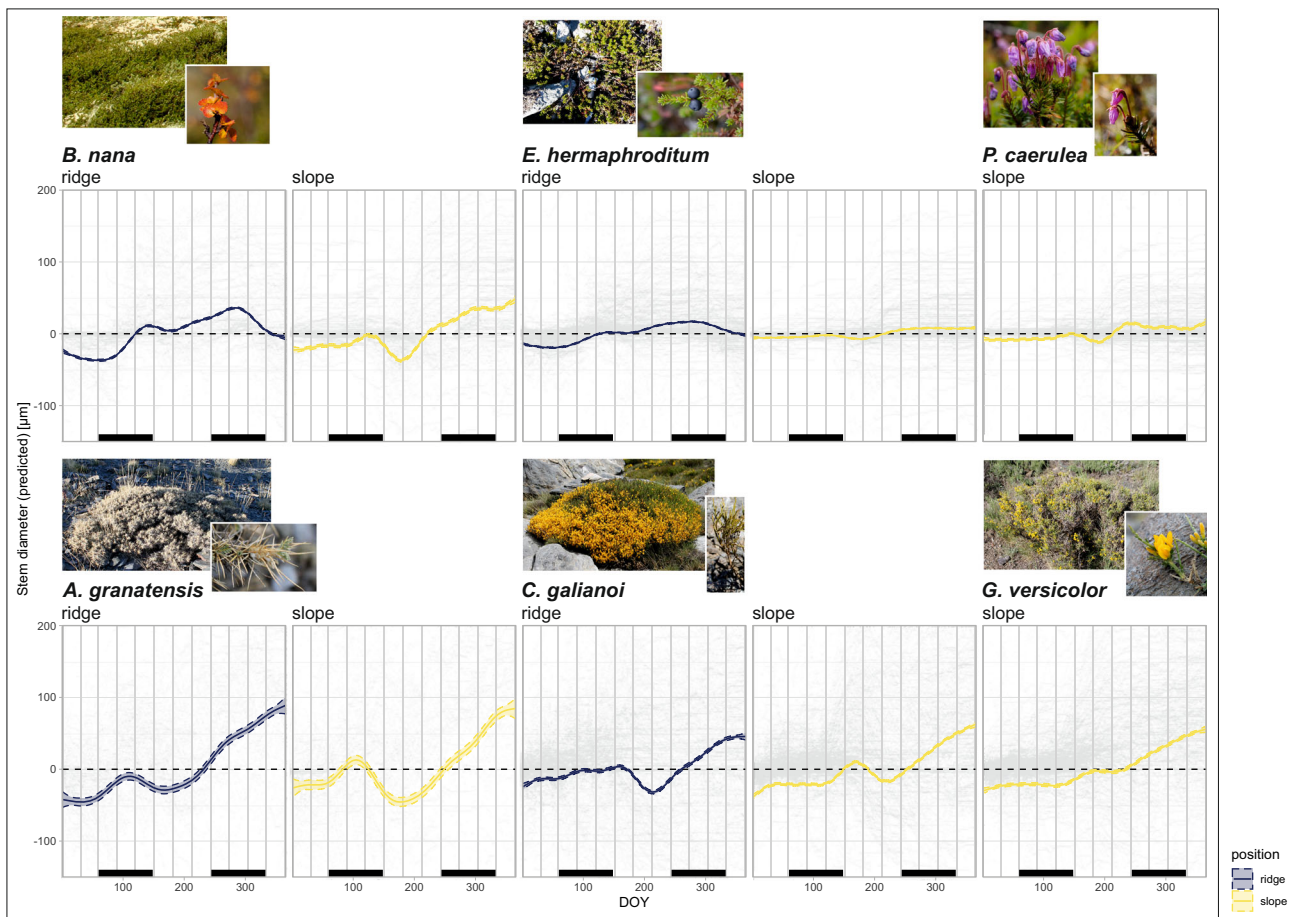 B. nana
E. hermaphroditum
P. caerulea
ridge
slope
ridge
slope
slope
200
100
0
-100
Stem diameter (predicted) [µm]
A. granatensis
C. galianoi
G. versicolor
ridge
slope
ridge
slope
slope
200
100
0
-100
100 200 300 100 200 300 100 200 300 100 200 300 100 200 300
DOY
position
ridge
slope